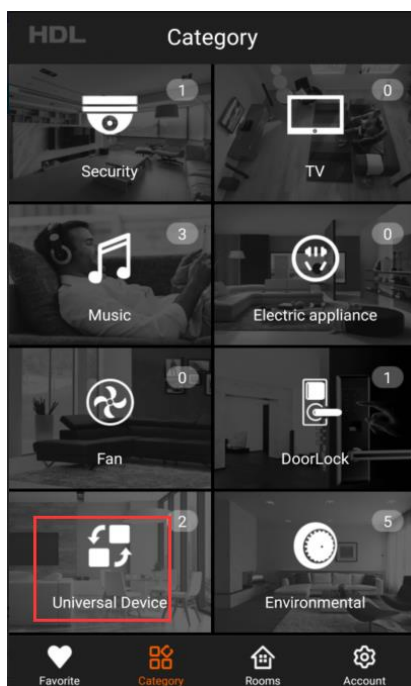 HDL
Category
1
0
Security
TV
3
0
Music
Electric appliance
0
1
Fan
DoorLock
2
5
Universal Device
Environmental
Favorite
Category
Rooms
Account